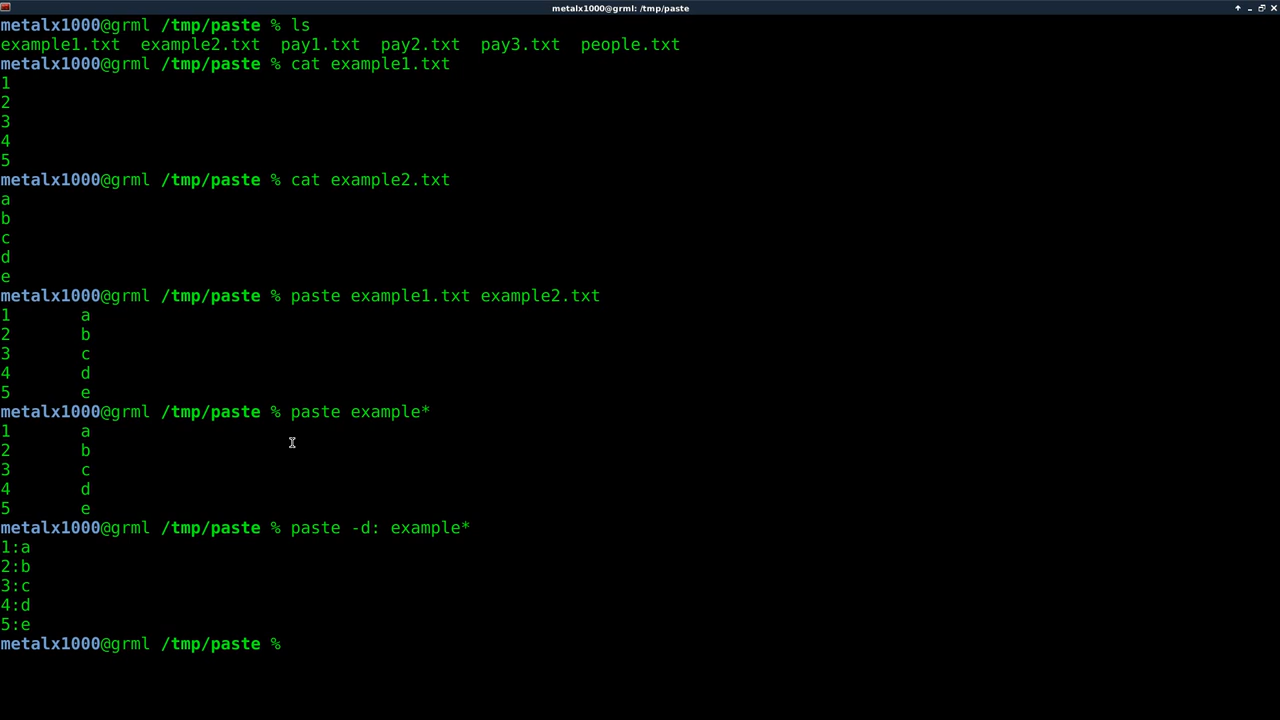 metalx1000@grml: /tmp/paste
metalx1000@grml /tmp/paste % ls
example1.txt  example2.txt  pay1.txt  pay2.txt  pay3.txt  people.txt
metalx1000@grml /tmp/paste % cat example1.txt
1
2
3
4
5
metalx1000@grml /tmp/paste % cat example2.txt
a
b
c
d
e
metalx1000@grml /tmp/paste % paste example1.txt example2.txt
1       a
2       b
3       c
4       d
5       e
metalx1000@grml /tmp/paste % paste example*
1       a
2       b
3       c
4       d
5       e
metalx1000@grml /tmp/paste % paste -d: example*
1:a
2:b
3:c
4:d
5:e
metalx1000@grml /tmp/paste %